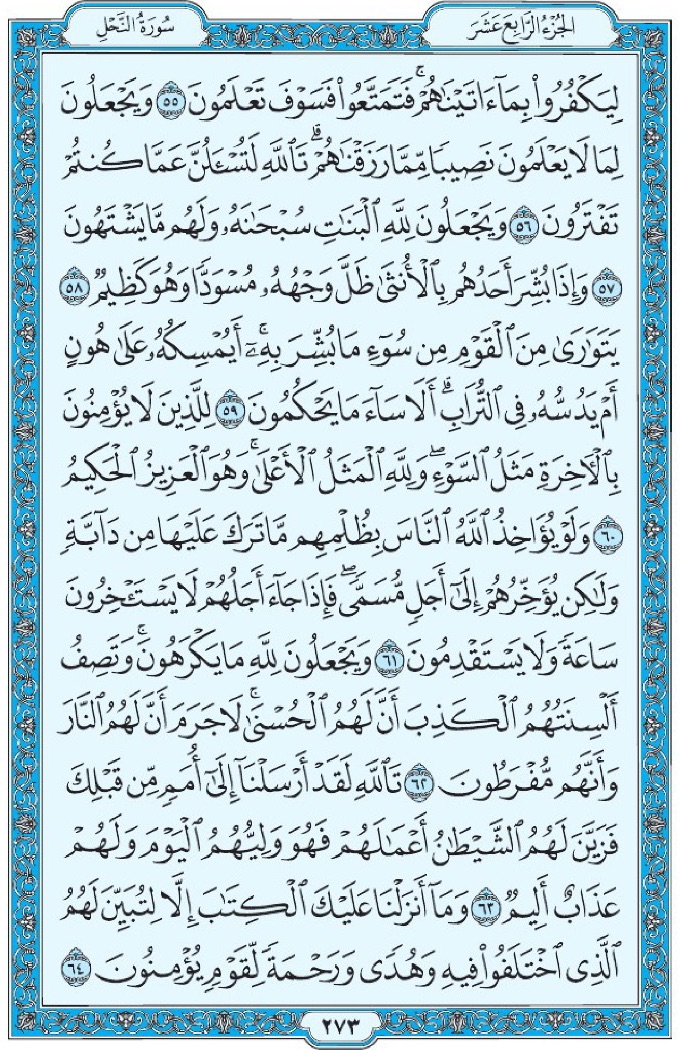 الجُزْءُ الرَّابِعَ عَشَرَ
سُورَةُ النَّحْلِ
لِيَكْفُرُواْ بِمَآ ءَاتَيْنَٰهُمْۚ فَتَمَتَّعُواْ فَسَوْفَ تَعْلَمُونَ ٥٥ وَيَجْعَلُونَ
لِمَا لَا يَعْلَمُونَ نَصِيبٗا مِّمَّا رَزَقْنَٰهُمْۗ تَٱللَّهِ لَتُسْـَٔلُنَّ عَمَّا كُنتُمْ
تَفْتَرُونَ ٥٦ وَيَجْعَلُونَ لِلَّهِ ٱلْبَنَٰتِ سُبْحَٰنَهُۥ وَلَهُم مَّا يَشْتَهُونَ
٥٧ وَإِذَا بُشِّرَ أَحَدُهُم بِٱلْأُنثَىٰ ظَلَّ وَجْهُهُۥ مُسْوَدّٗا وَهُوَ كَظِيمٞ ٥٨
يَتَوَٰرَىٰ مِنَ ٱلْقَوْمِ مِن سُوٓءِ مَا بُشِّرَ بِهِۦٓۚ أَيُمْسِكُهُۥ عَلَىٰ هُونٍ
أَمْ يَدُسُّهُۥ فِى ٱلتُّرَابِۗ أَلَا سَآءَ مَا يَحْكُمُونَ ٥٩ لِلَّذِينَ لَا يُؤْمِنُونَ
بِٱلْأٓخِرَةِ مَثَلُ ٱلسَّوْءِۖ وَلِلَّهِ ٱلْمَثَلُ ٱلْأَعْلَىٰۚ وَهُوَ ٱلْعَزِيزُ ٱلْحَكِيمُ
٦٠ وَلَوْ يُؤَاخِذُ ٱللَّهُ ٱلنَّاسَ بِظُلْمِهِم مَّا تَرَكَ عَلَيْهَا مِن دَآبَّةٖ
وَلَٰكِن يُؤَخِّرُهُمْ إِلَىٰٓ أَجَلٖ مُّسَمّٗىۖ فَإِذَا جَآءَ أَجَلُهُمْ لَا يَسْتَـْٔخِرُونَ
سَاعَةٗ وَلَا يَسْتَقْدِمُونَ ٦١ وَيَجْعَلُونَ لِلَّهِ مَا يَكْرَهُونَۚ وَتَصِفُ
أَلْسِنَتُهُمُ ٱلْكَذِبَ أَنَّ لَهُمُ ٱلْحُسْنَىٰۚ لَا جَرَمَ أَنَّ لَهُمُ ٱلنَّارَ
وَأَنَّهُم مُّفْرَطُونَ ٦٢ تَٱللَّهِ لَقَدْ أَرْسَلْنَآ إِلَىٰٓ أُمَمٖ مِّن قَبْلِكَ
فَزَيَّنَ لَهُمُ ٱلشَّيْطَٰنُ أَعْمَٰلَهُمْ فَهُوَ وَلِيُّهُمُ ٱلْيَوْمَ وَلَهُمْ
عَذَابٌ أَلِيمٞ ٦٣ وَمَآ أَنزَلْنَا عَلَيْكَ ٱلْكِتَٰبَ إِلَّا لِتُبَيِّنَ لَهُمُ
ٱلَّذِى ٱخْتَلَفُواْ فِيهِ وَهُدٗى وَرَحْمَةٗ لِّقَوْمٖ يُؤْمِنُونَ ٦٤
٢٧٣